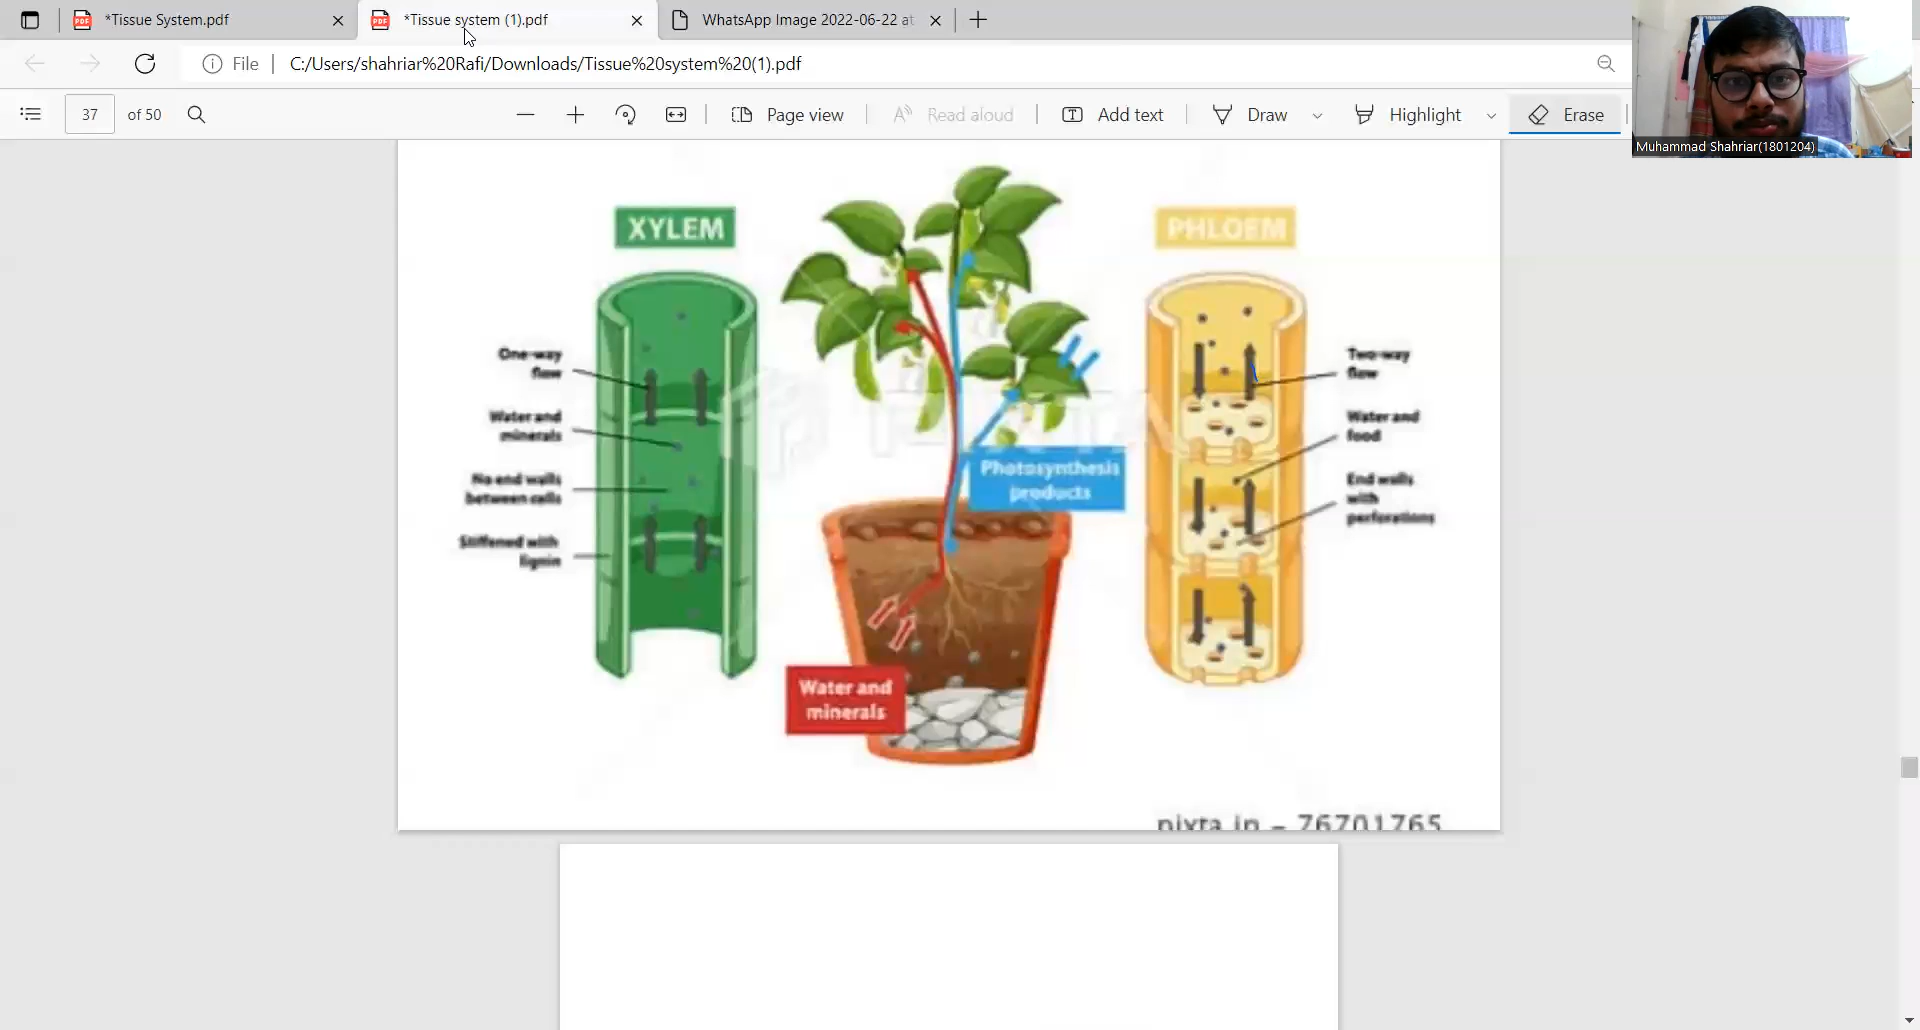 *Tissue System.pdf
*Tissue system (1).pdf
WhatsApp Image 2022-06-22 at
File
C:/Users/shahriar%20Rafi/Downloads/Tissue%20system%20(1).pdf
37
of 50
Page view
Read aloud
Add text
Draw
Highlight
Erase
Muhammad Shahriar(1801204)
XYLEM
One-way
flow
Water and
minerals
No end walls
between cells
Stiffened with
lignin
Photosynthesis
products
Water and
minerals
PHLOEM
Two-way
flow
Water and
food
End walls
with
perforations
PIXTA
pixta.jp - 76701765